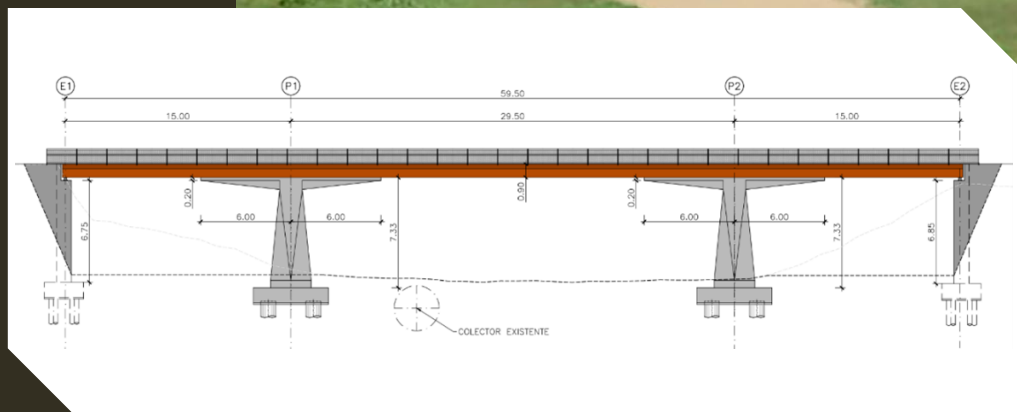 E1 P1 P2 E2
59.50
15.00 29.50 15.00
0.20 0.90 0.20
6.00 6.00 6.00 6.00
6.75 7.33 7.33 6.85
COLECTOR EXISTENTE